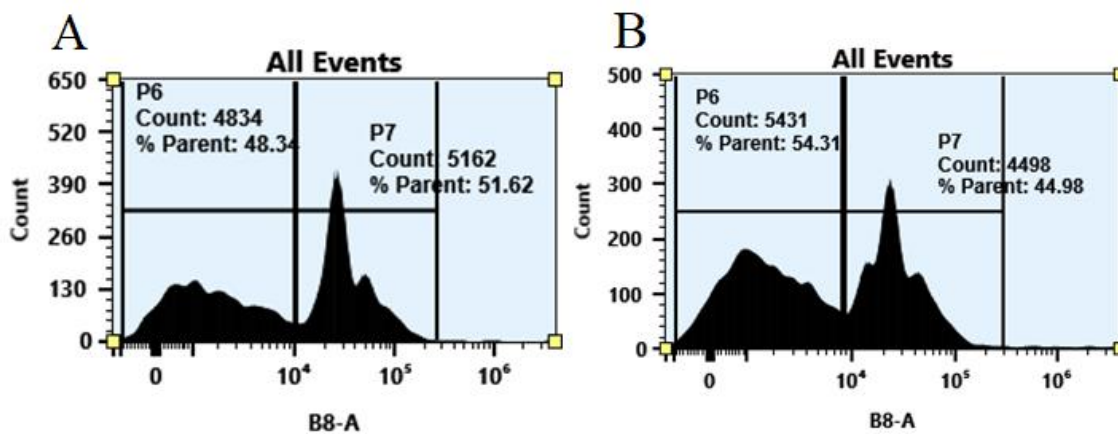 A
All Events
650
520
390
260
130
0
Count
P6
Count: 4834
% Parent: 48.34
P7
Count: 5162
% Parent: 51.62
0
10⁴
10⁵
10⁶
B8-A
B
All Events
500
400
300
200
100
0
Count
P6
Count: 5431
% Parent: 54.31
P7
Count: 4498
% Parent: 44.98
0
10⁴
10⁵
10⁶
B8-A